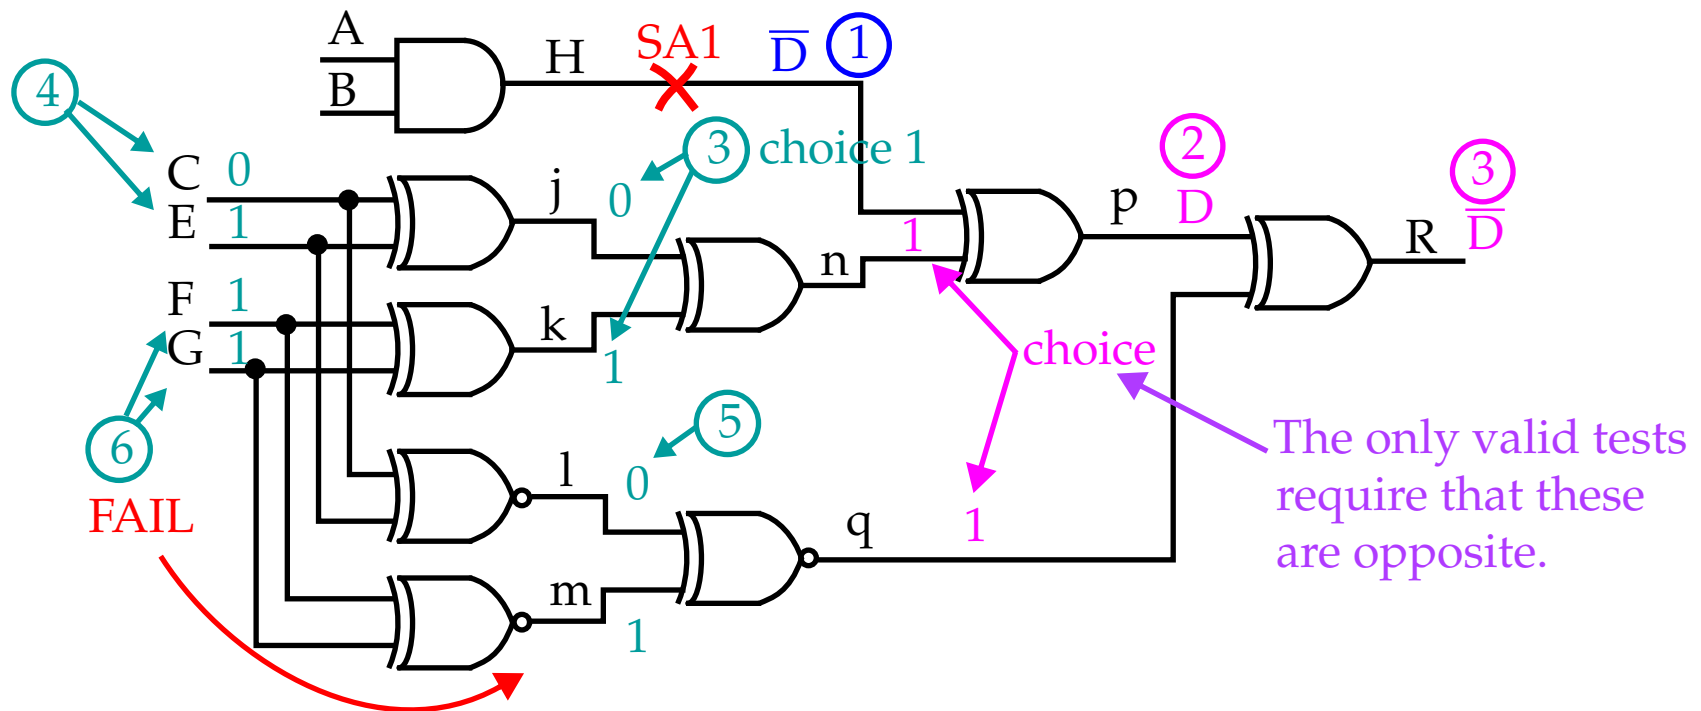 A
H
SA1
D̅
1
B
4
C
0
3
choice 1
2
3
E
1
j
0
1
p
D
R
D̅
F
1
n
G
1
k
1
choice
6
5
The only valid tests
require that these
are opposite.
FAIL
l
0
1
q
m
1